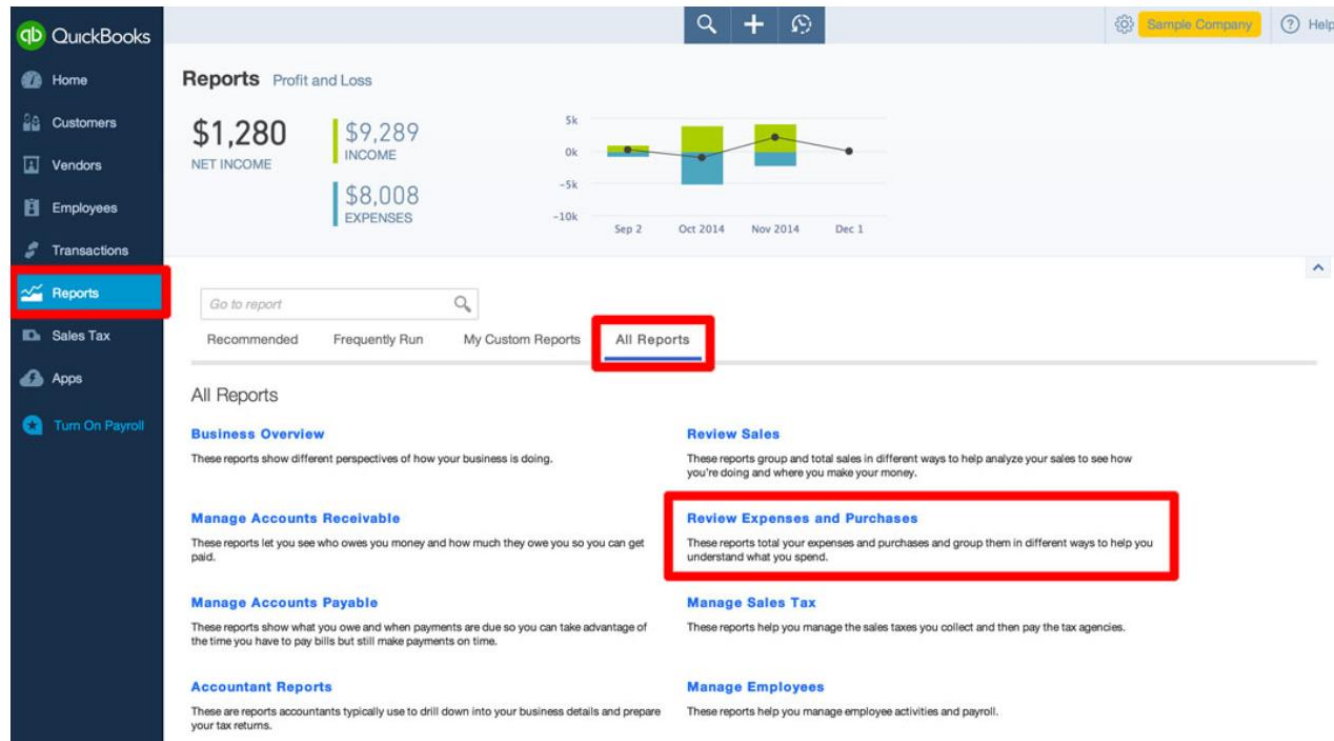 QuickBooks
Sample Company
Help
Home
Customers
Vendors
Employees
Transactions
Reports
Sales Tax
Apps
Turn On Payroll
Reports Profit and Loss
$1,280
NET INCOME
$9,289
INCOME
$8,008
EXPENSES
5k
0k
-5k
-10k
Sep 2 Oct 2014 Nov 2014 Dec 1
Go to report
Recommended Frequently Run My Custom Reports All Reports
All Reports
Business Overview
These reports show different perspectives of how your business is doing.
Review Sales
These reports group and total sales in different ways to help analyze your sales to see how
you're doing and where you make your money.
Manage Accounts Receivable
These reports let you see who owes you money and how much they owe you so you can get
paid.
Review Expenses and Purchases
These reports total your expenses and purchases and group them in different ways to help you
understand what you spend.
Manage Accounts Payable
These reports show what you owe and when payments are due so you can take advantage of
the time you have to pay bills but still make payments on time.
Manage Sales Tax
These reports help you manage the sales taxes you collect and then pay the tax agencies.
Accountant Reports
These are reports accountants typically use to drill down into your business details and prepare
your tax returns.
Manage Employees
These reports help you manage employee activities and payroll.